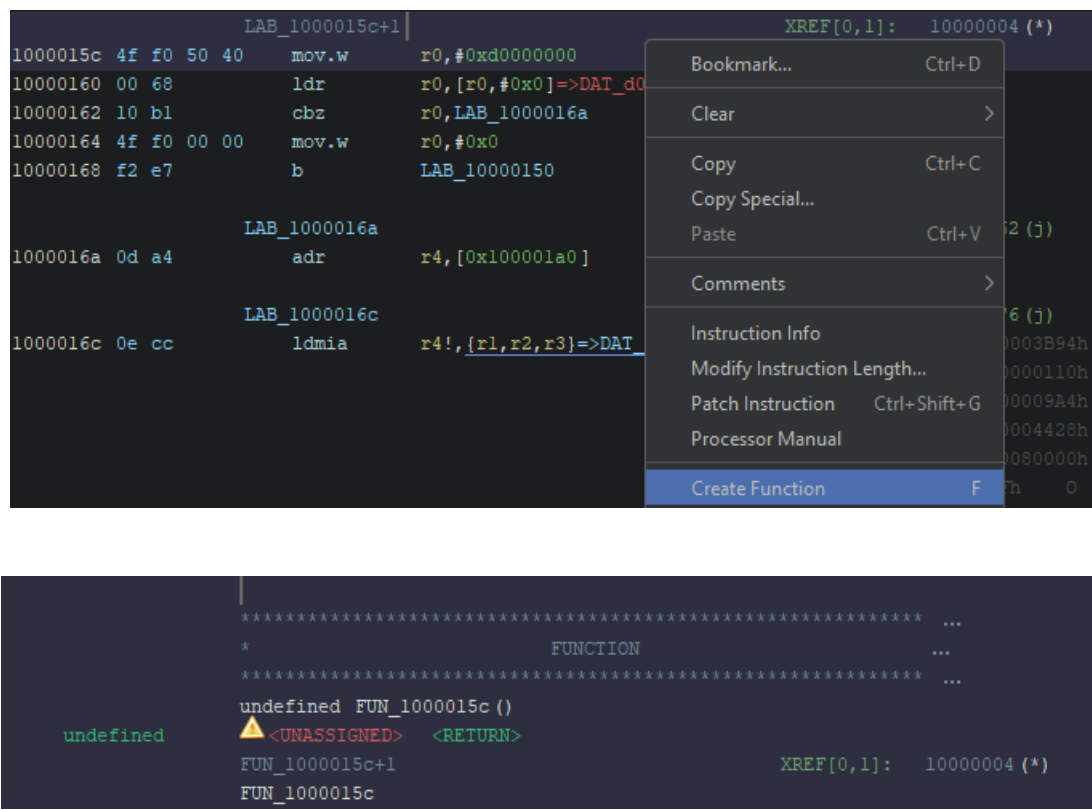 LAB_1000015c+1 XREF[0,1]: 10000004 (*)
1000015c 4f f0 50 40 mov.w r0,#0xd0000000
10000160 00 68 ldr r0,[r0,#0x0]=>DAT_d0
10000162 10 b1 cbz r0,LAB_1000016a
10000164 4f f0 00 00 mov.w r0,#0x0
10000168 f2 e7 b LAB_10000150
LAB_1000016a 52 (j)
1000016a 0d a4 adr r4,[0x100001a0]
LAB_1000016c 76 (j)
1000016c 0e cc ldmia r4!,{r1,r2,r3}=>DAT_ 0003B94h
0000110h
00009A4h
0004428h
0080000h
Fh O
Bookmark... Ctrl+D
Clear >
Copy Ctrl+C
Copy Special...
Paste Ctrl+V
Comments >
Instruction Info
Modify Instruction Length...
Patch Instruction Ctrl+Shift+G
Processor Manual
Create Function F
************************************************************ ...
* FUNCTION ...
************************************************************ ...
undefined FUN_1000015c()
undefined <UNASSIGNED> <RETURN>
FUN_1000015c+1 XREF[0,1]: 10000004 (*)
FUN_1000015c